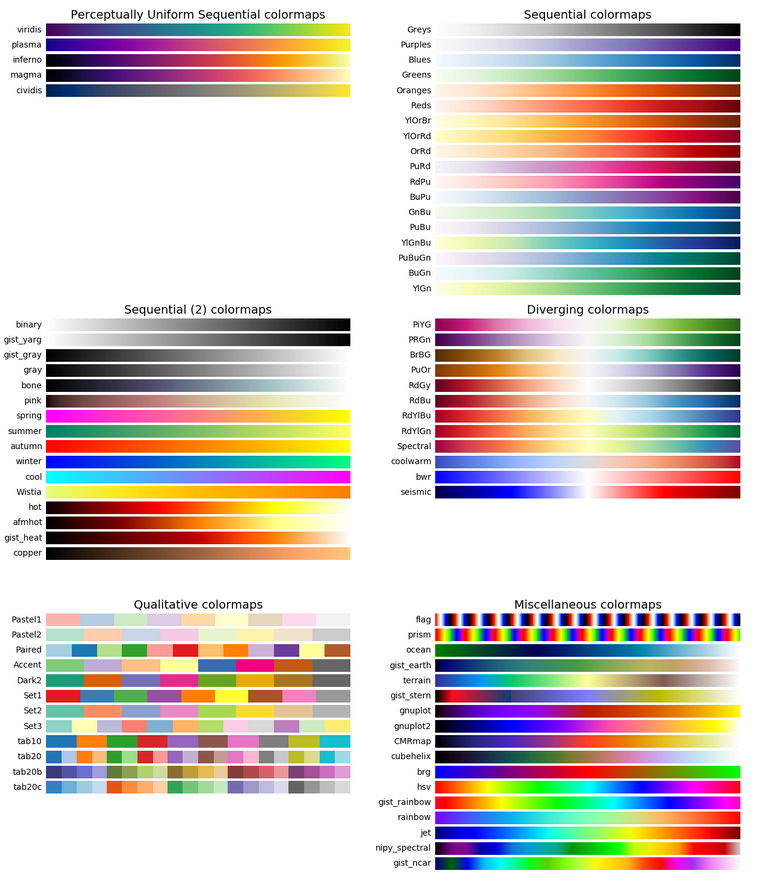 Perceptually Uniform Sequential colormaps
viridis
plasma
inferno
magma
cividis
Sequential colormaps
Greys
Purples
Blues
Greens
Oranges
Reds
YlOrBr
YlOrRd
OrRd
PuRd
RdPu
BuPu
GnBu
PuBu
YlGnBu
PuBuGn
BuGn
YlGn
Sequential (2) colormaps
binary
gist_yarg
gist_gray
gray
bone
pink
spring
summer
autumn
winter
cool
Wistia
hot
afmhot
gist_heat
copper
Diverging colormaps
PiYG
PRGn
BrBG
PuOr
RdGy
RdBu
RdYlBu
RdYlGn
Spectral
coolwarm
bwr
seismic
Qualitative colormaps
Pastel1
Pastel2
Paired
Accent
Dark2
Set1
Set2
Set3
tab10
tab20
tab20b
tab20c
Miscellaneous colormaps
flag
prism
ocean
gist_earth
terrain
gist_stern
gnuplot
gnuplot2
CMRmap
cubehelix
brg
hsv
gist_rainbow
rainbow
jet
nipy_spectral
gist_ncar